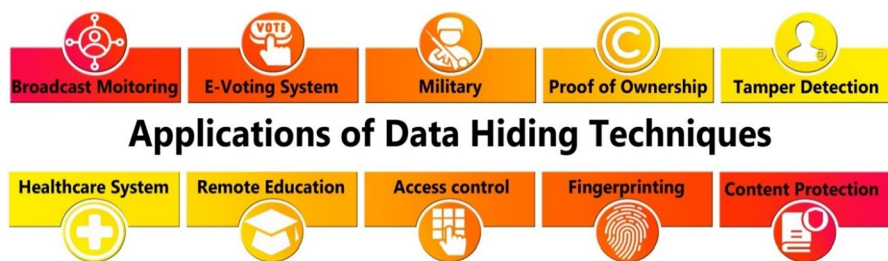 VOTE
Broadcast Moitoring
E-Voting System
Military
Proof of Ownership
Tamper Detection
Applications of Data Hiding Techniques
Healthcare System
Remote Education
Access control
Fingerprinting
Content Protection